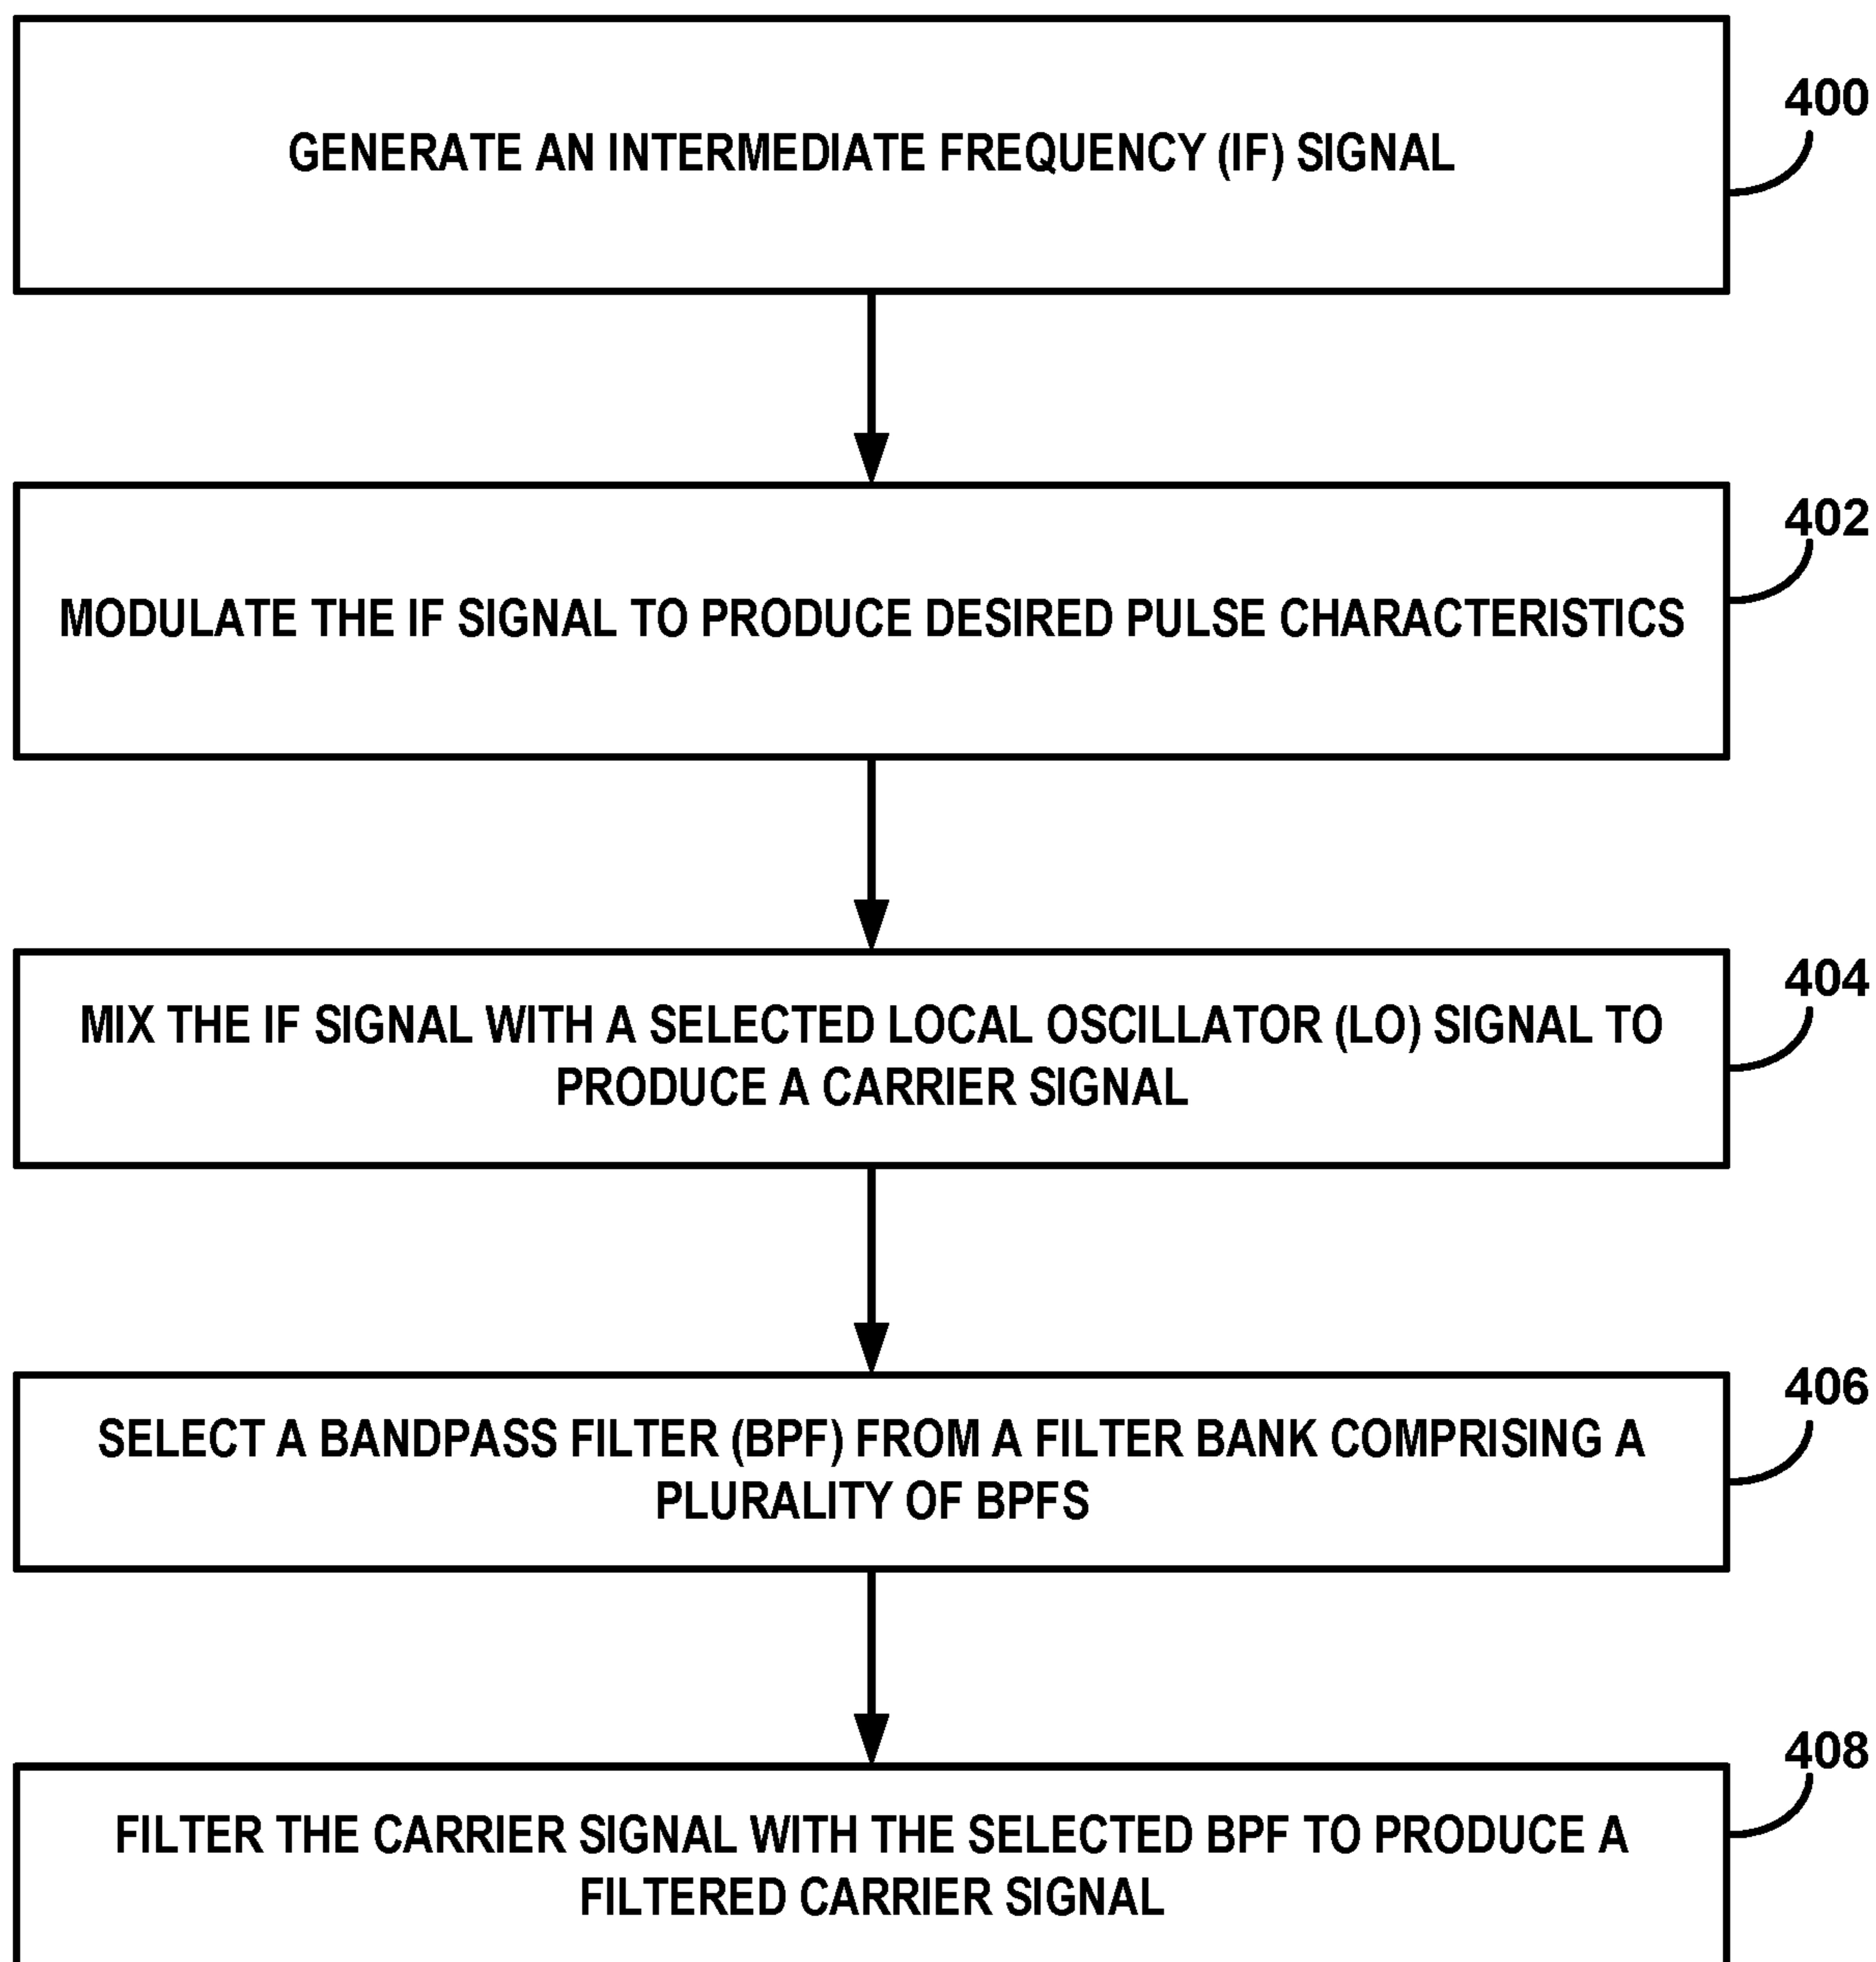 400
GENERATE AN INTERMEDIATE FREQUENCY (IF) SIGNAL
402
MODULATE THE IF SIGNAL TO PRODUCE DESIRED PULSE CHARACTERISTICS
404
MIX THE IF SIGNAL WITH A SELECTED LOCAL OSCILLATOR (LO) SIGNAL TO
PRODUCE A CARRIER SIGNAL
406
SELECT A BANDPASS FILTER (BPF) FROM A FILTER BANK COMPRISING A
PLURALITY OF BPFS
408
FILTER THE CARRIER SIGNAL WITH THE SELECTED BPF TO PRODUCE A
FILTERED CARRIER SIGNAL